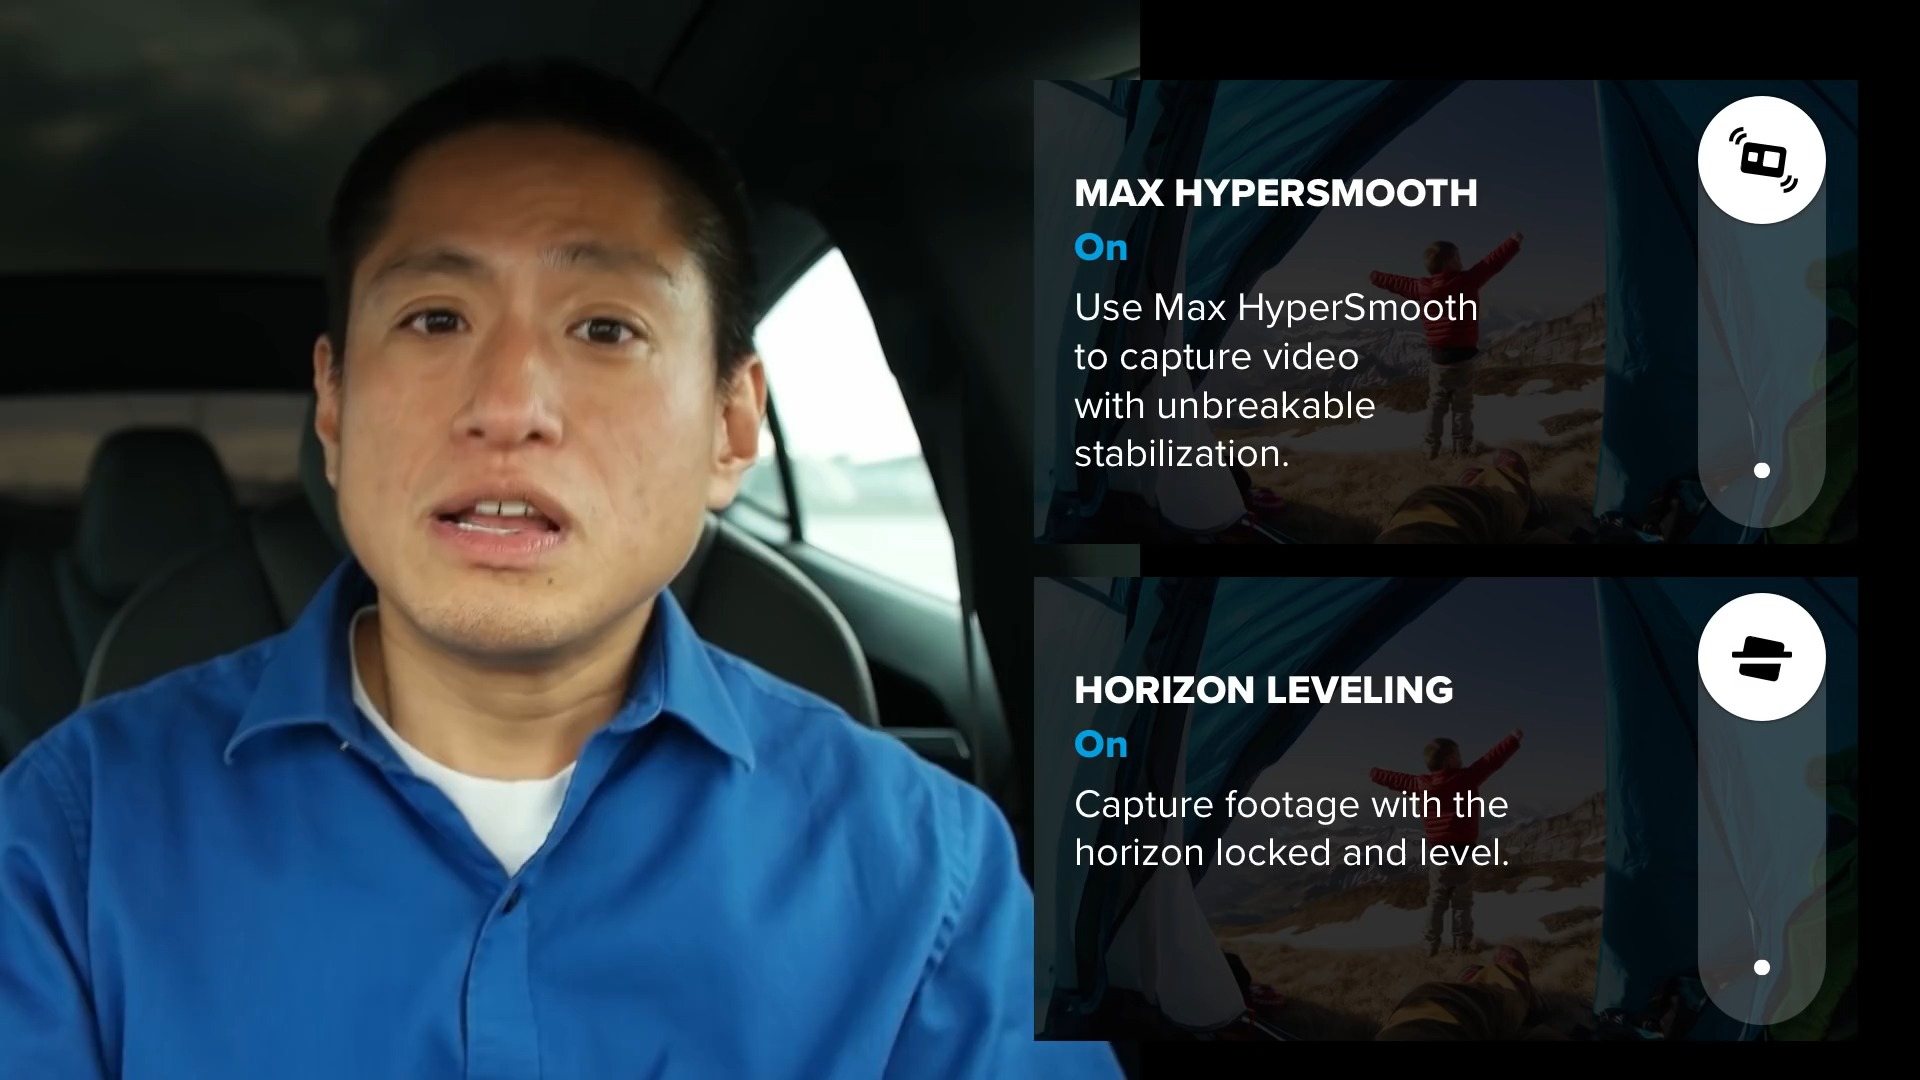 MAX HYPERSMOOTH
On
Use Max HyperSmooth
to capture video
with unbreakable
stabilization.
HORIZON LEVELING
On
Capture footage with the
horizon locked and level.